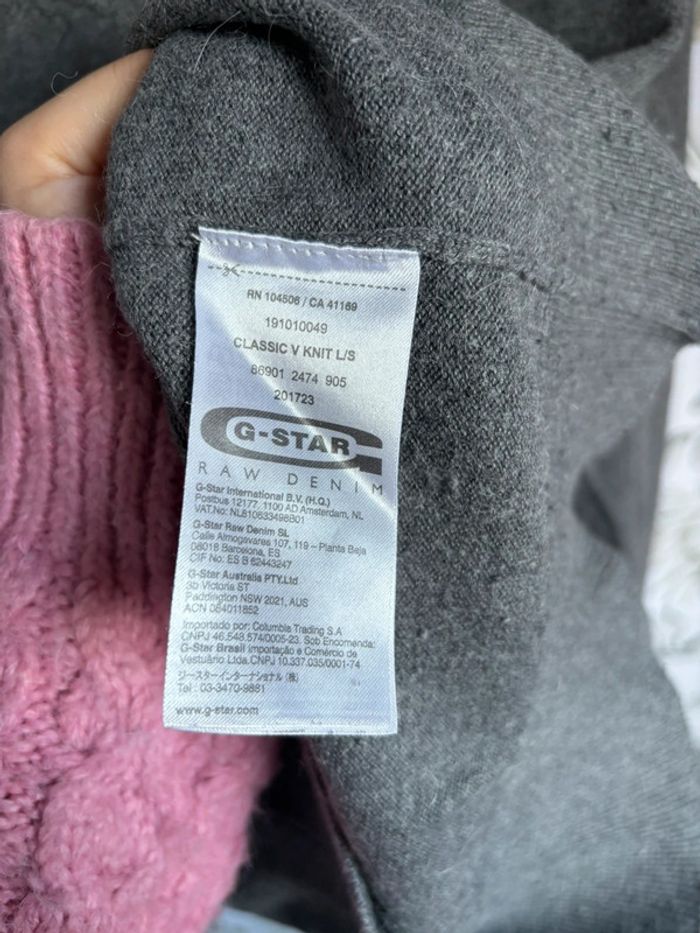 RN 104506 / CA 41169
191010049
CLASSIC V KNIT L/S
86901 2474 905
201723
G-STAR
RAW DENIM
G-Star International B.V. (H.Q.)
Postbus 12177, 1100 AD Amsterdam, NL
VAT.No: NL810633498B01
G-Star Raw Denim SL
Calle Almogavares 107, 119 – Planta Baja
08018 Barcelona, ES
CIF No: ES B 62443247
G-Star Australia PTY.Ltd
3b Victoria ST
Paddington NSW 2021, AUS
ACN 084011852
Importado por: Columbia Trading S.A
CNPJ 46.548.574/0005-23. Sob Encomenda:
G-Star Brasil Importação e Comércio de
Vestuário Ltda.CNPJ 10.337.035/0001-74
ジースターインターナショナル(株)
Tel : 03-3470-9881
www.g-star.com